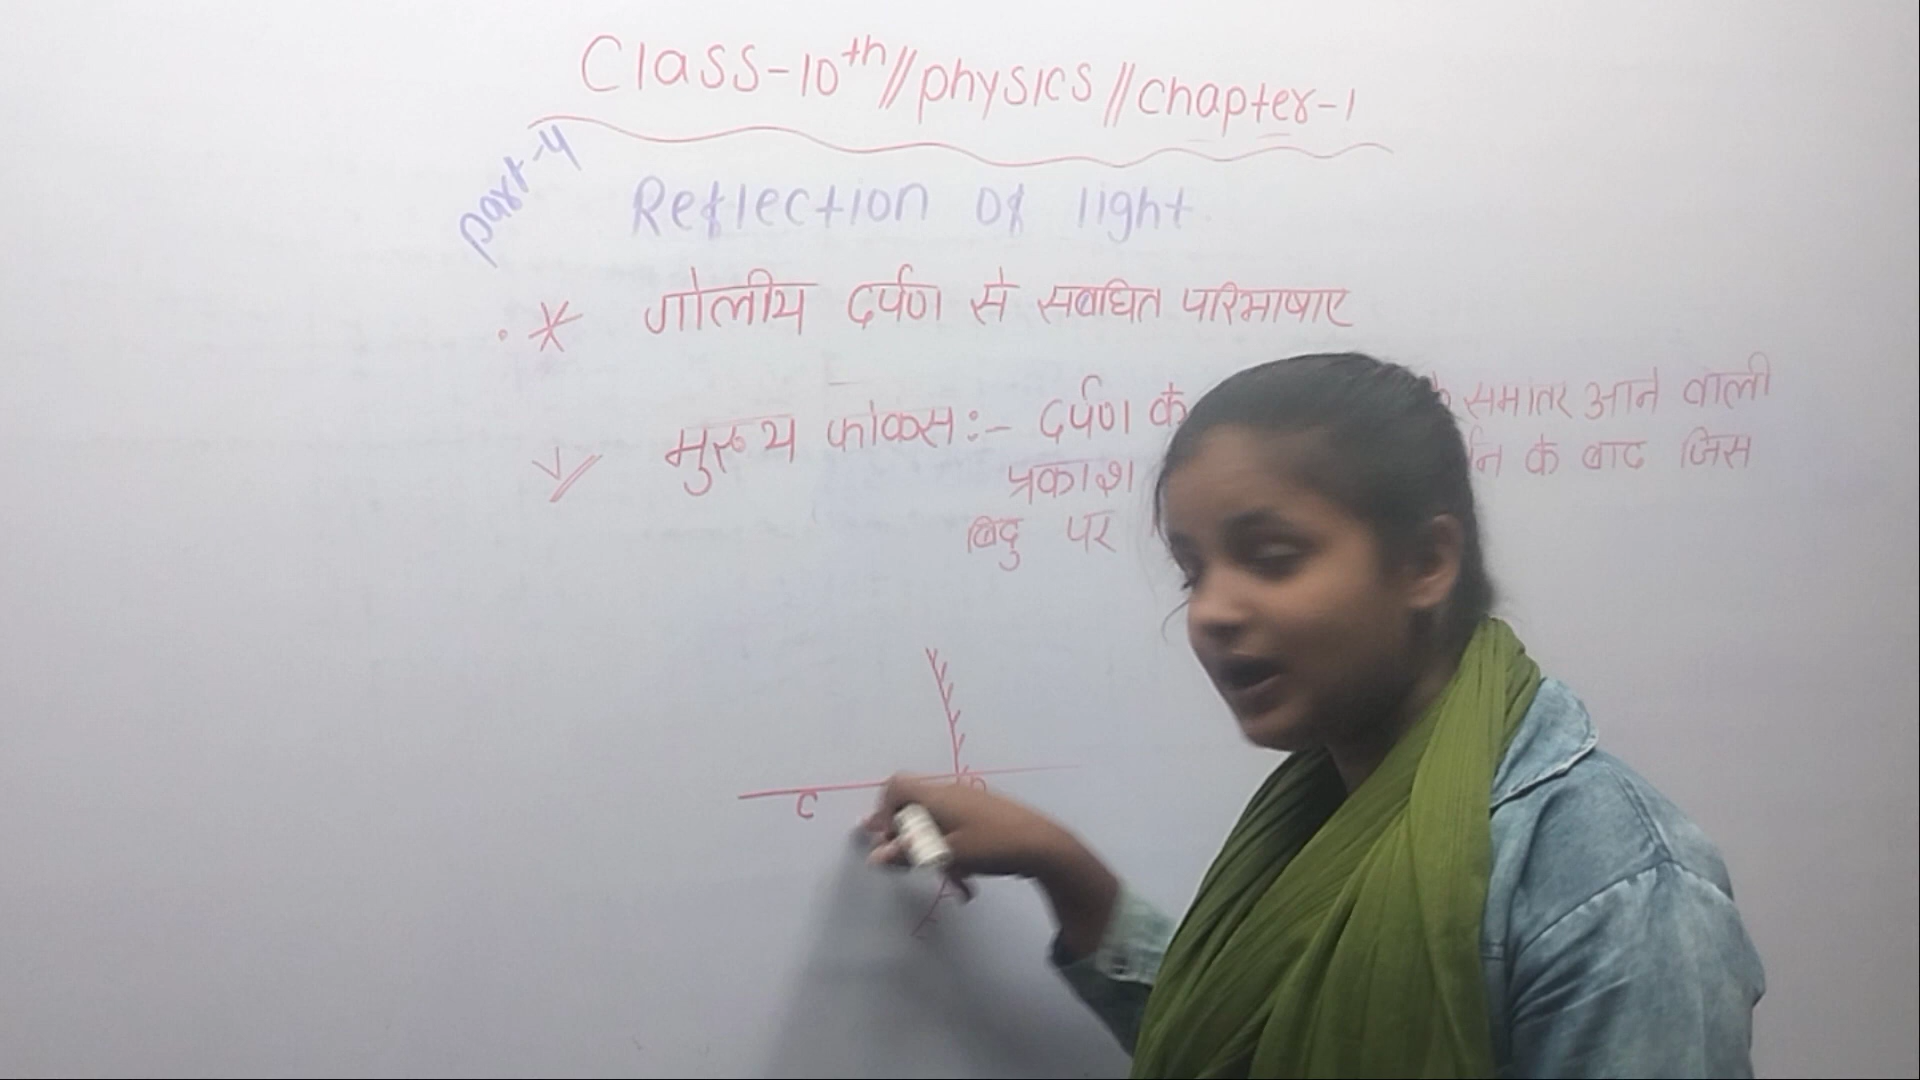 Class-10th//physics//chapter-1
part-4
Reflection of light
* गोलीय दर्पण से सबंधित परिभाषाए
मुख्य फोकस:- दर्पण के समांतर आने वाली
प्रकाश के बाद जिस
बिंदु पर
C